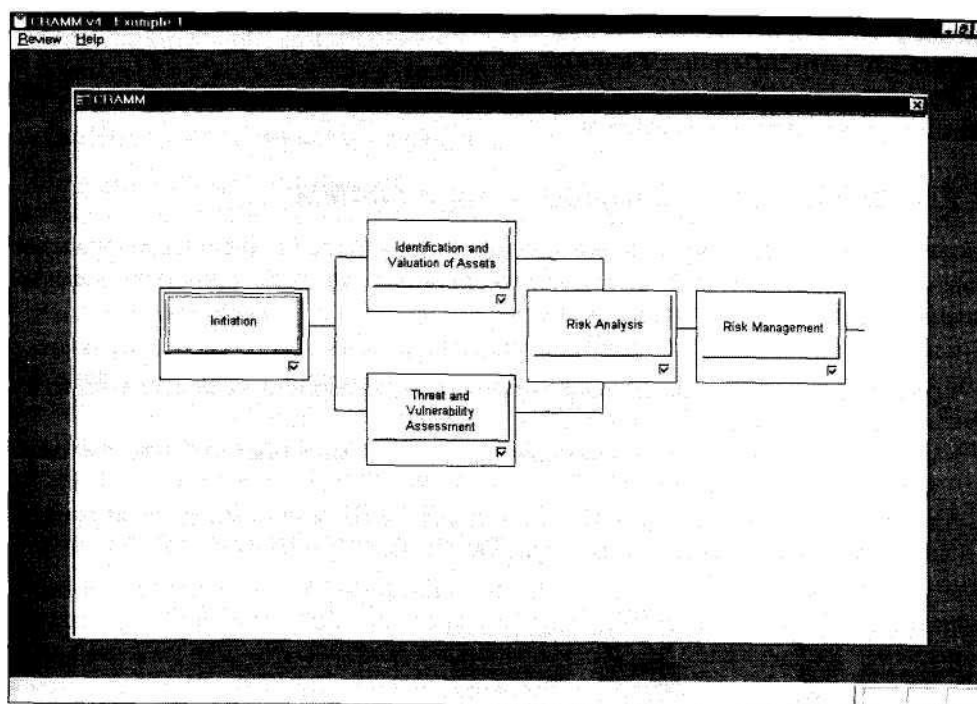 CRAMM v4 Example 1
Review Help
CRAMM
Identification and
Valuation of Assets
Initiation
Risk Analysis
Risk Management
Threat and
Vulnerability
Assessment